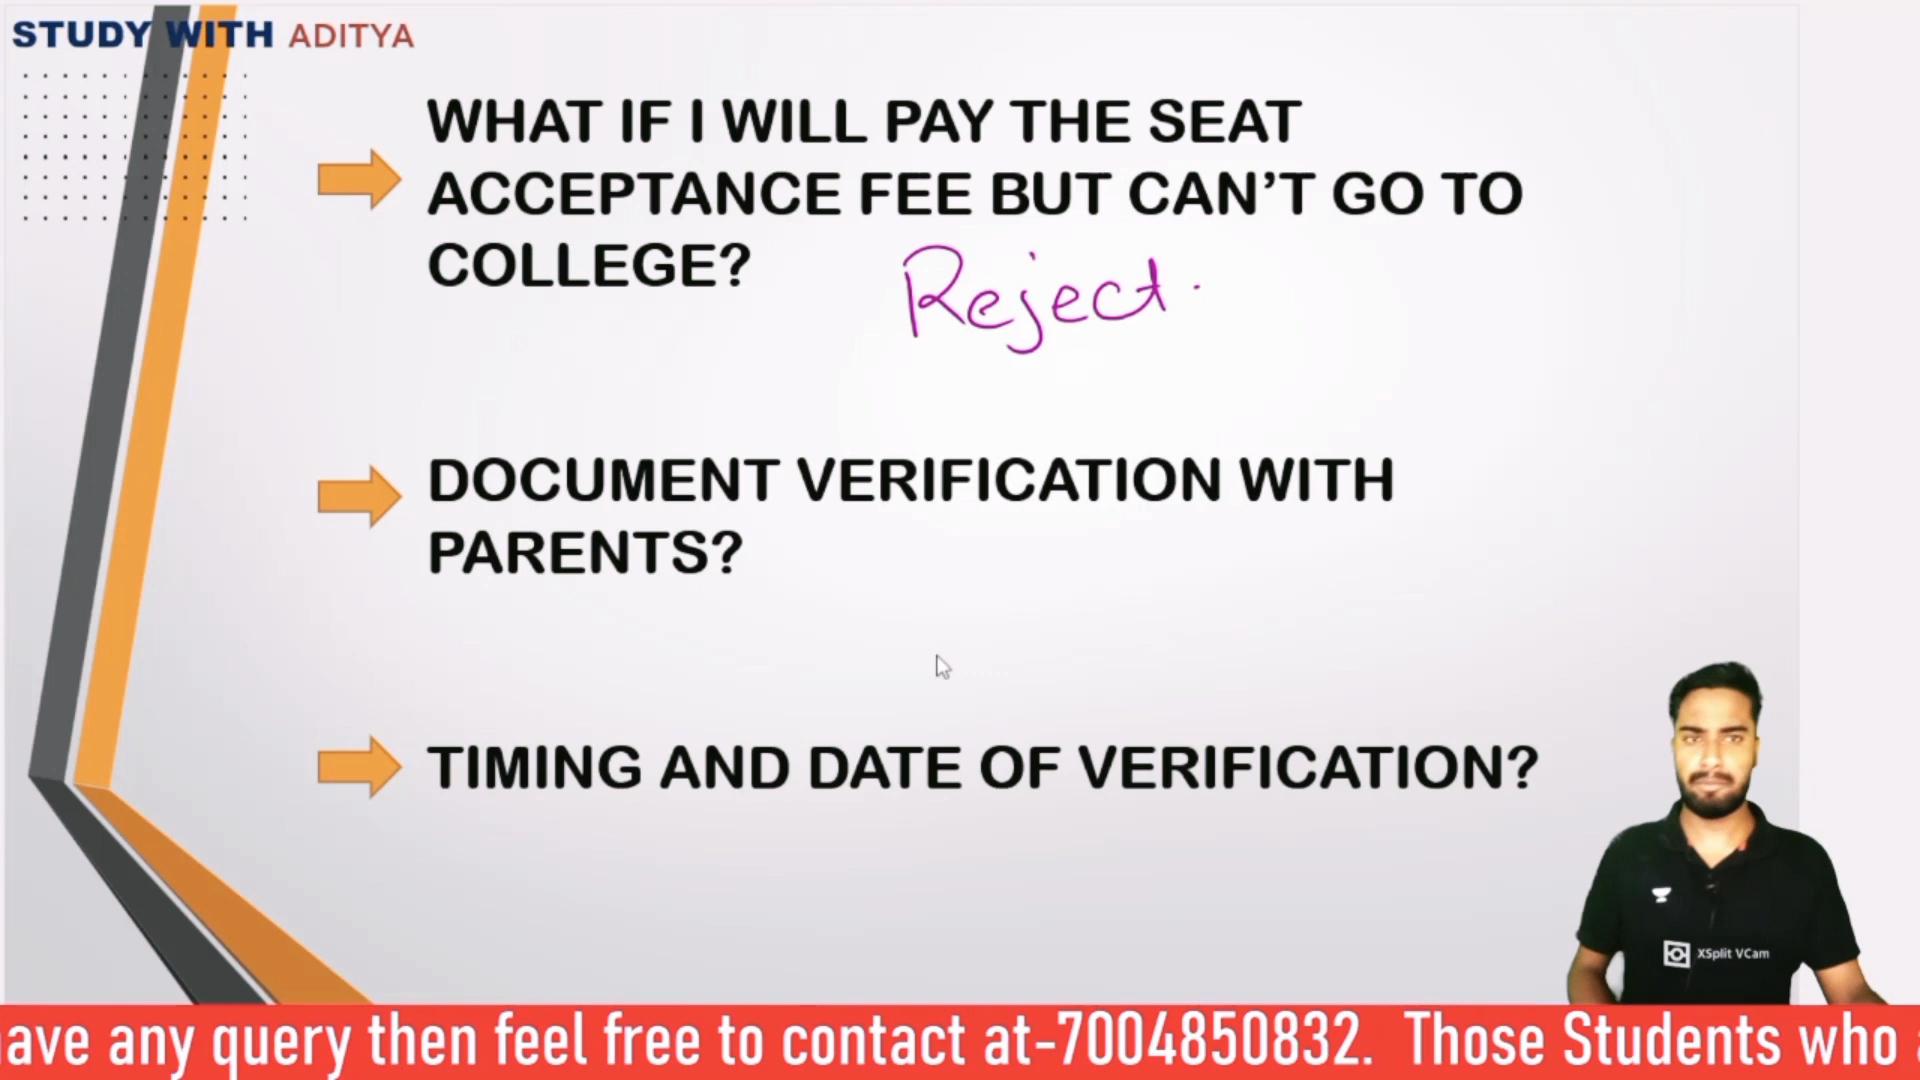 STUDY WITH ADITYA
WHAT IF I WILL PAY THE SEAT
ACCEPTANCE FEE BUT CAN'T GO TO
COLLEGE?
Reject.
DOCUMENT VERIFICATION WITH
PARENTS?
TIMING AND DATE OF VERIFICATION?
XSplit VCam
have any query then feel free to contact at-7004850832. Those Students who